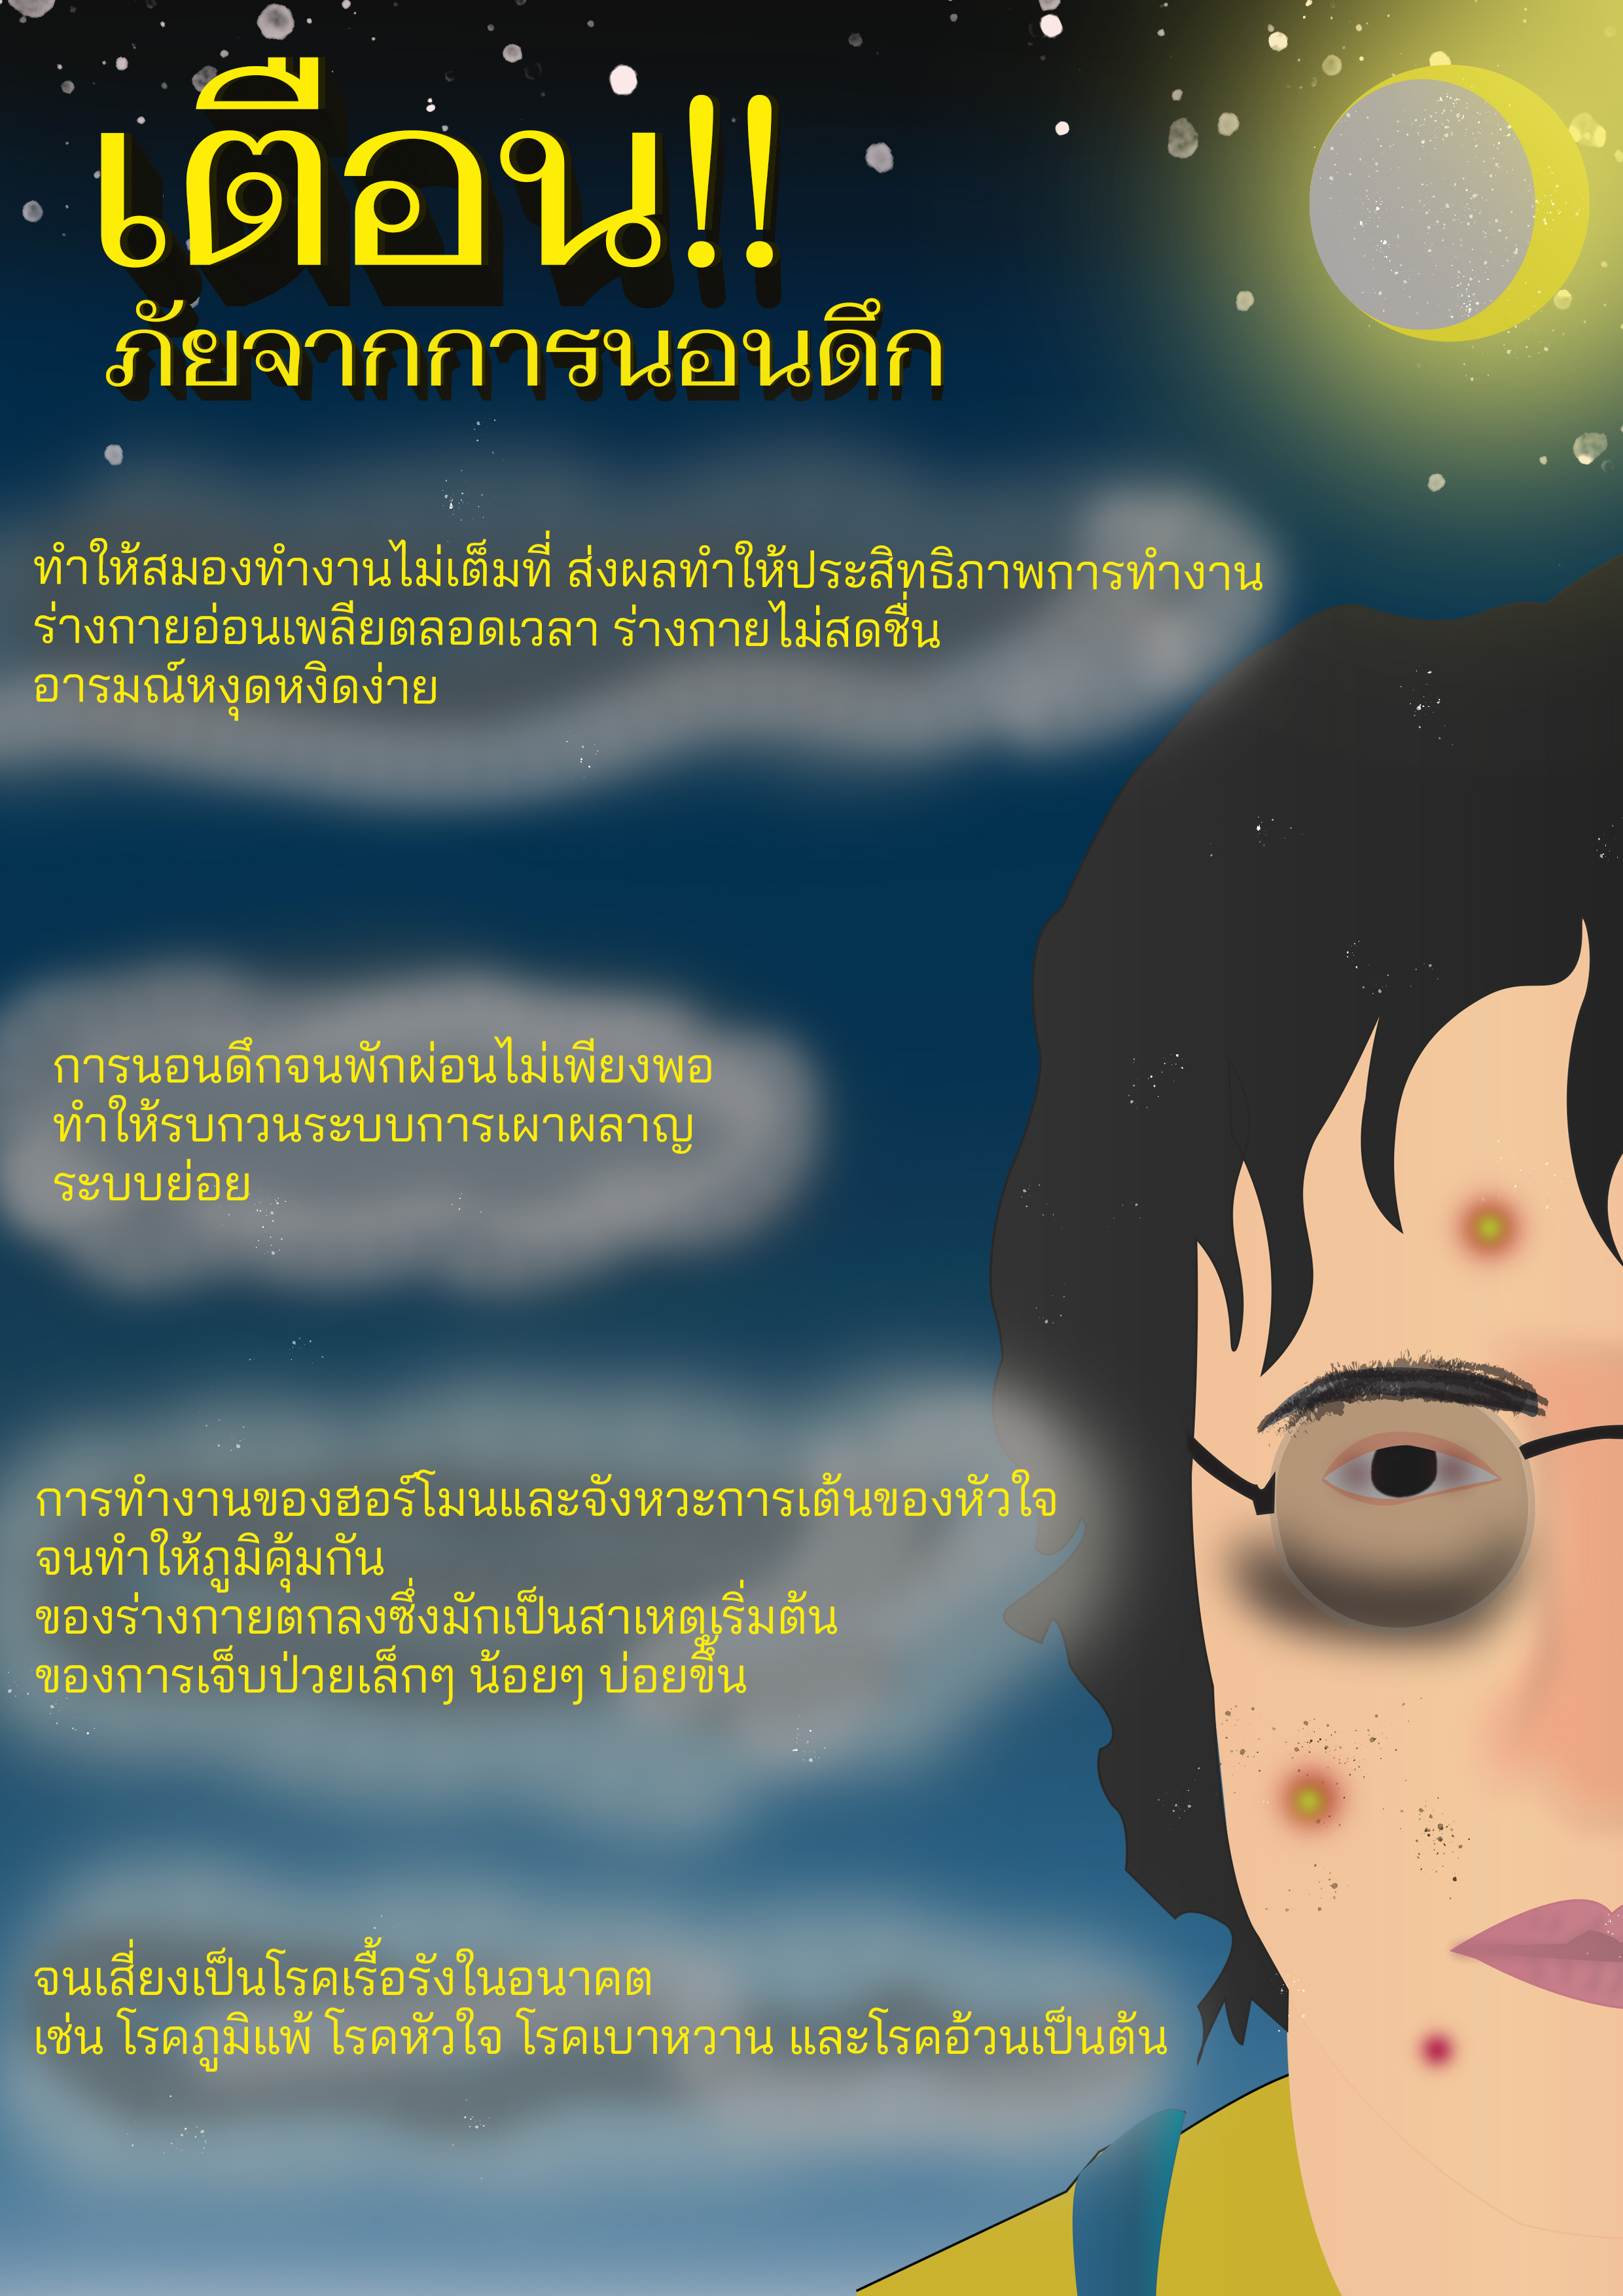 เตือน!!
ภัยจากการนอนดึก
ทำให้สมองทำงานไม่เต็มที่ ส่งผลทำให้ประสิทธิภาพการทำงาน
ร่างกายอ่อนเพลียตลอดเวลา ร่างกายไม่สดชื่น
อารมณ์หงุดหงิดง่าย
การนอนดึกจนพักผ่อนไม่เพียงพอ
ทำให้รบกวนระบบการเผาผลาญ
ระบบย่อย
การทำงานของฮอร์โมนและจังหวะการเต้นของหัวใจ
จนทำให้ภูมิคุ้มกัน
ของร่างกายตกลงซึ่งมักเป็นสาเหตุเริ่มต้น
ของการเจ็บป่วยเล็กๆ น้อยๆ บ่อยขึ้น
จนเสี่ยงเป็นโรคเรื้อรังในอนาคต
เช่น โรคภูมิแพ้ โรคหัวใจ โรคเบาหวาน และโรคอ้วนเป็นต้น